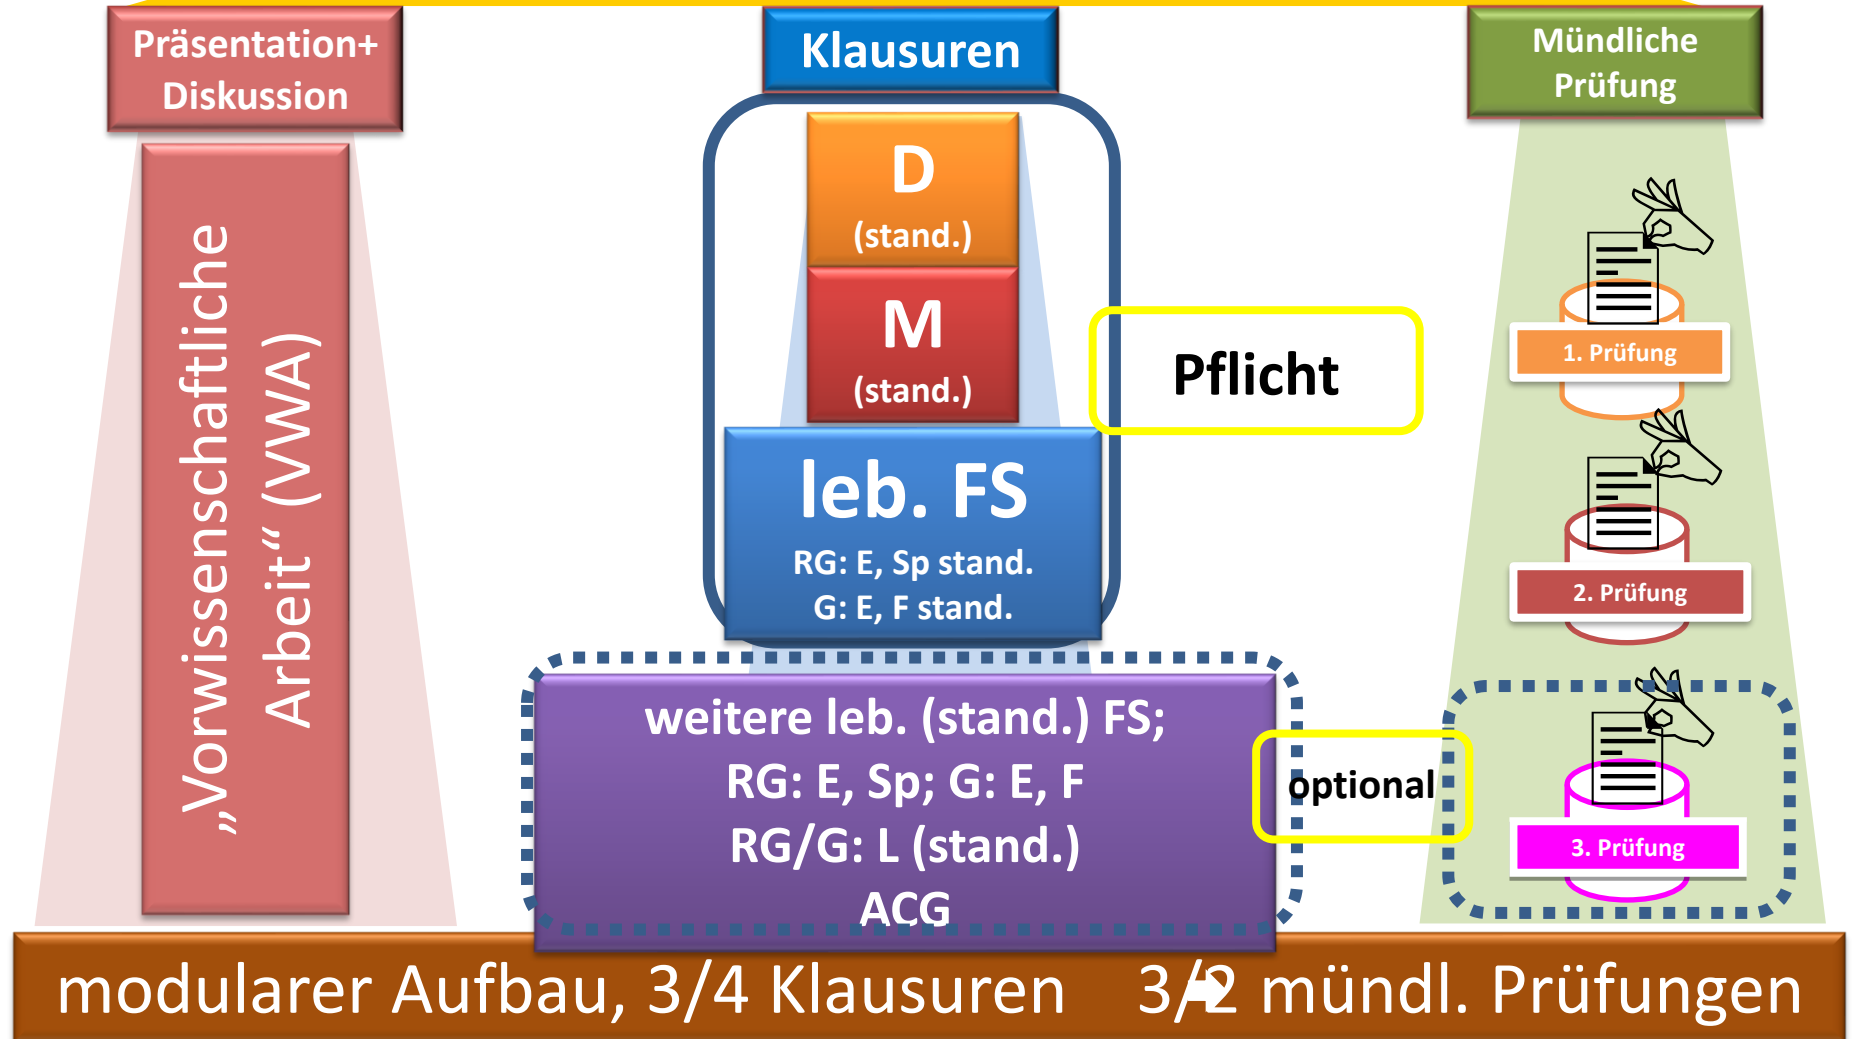 Präsentation+
Diskussion
„Vorwissenschaftliche
Arbeit“ (VWA)
Klausuren
D
(stand.)
M
(stand.)
leb. FS
RG: E, Sp stand.
G: E, F stand.
Pflicht
weitere leb. (stand.) FS;
RG: E, Sp; G: E, F
RG/G: L (stand.)
ACG
optional
Mündliche
Prüfung
1. Prüfung
2. Prüfung
3. Prüfung
modularer Aufbau, 3/4 Klausuren 3/2 mündl. Prüfungen